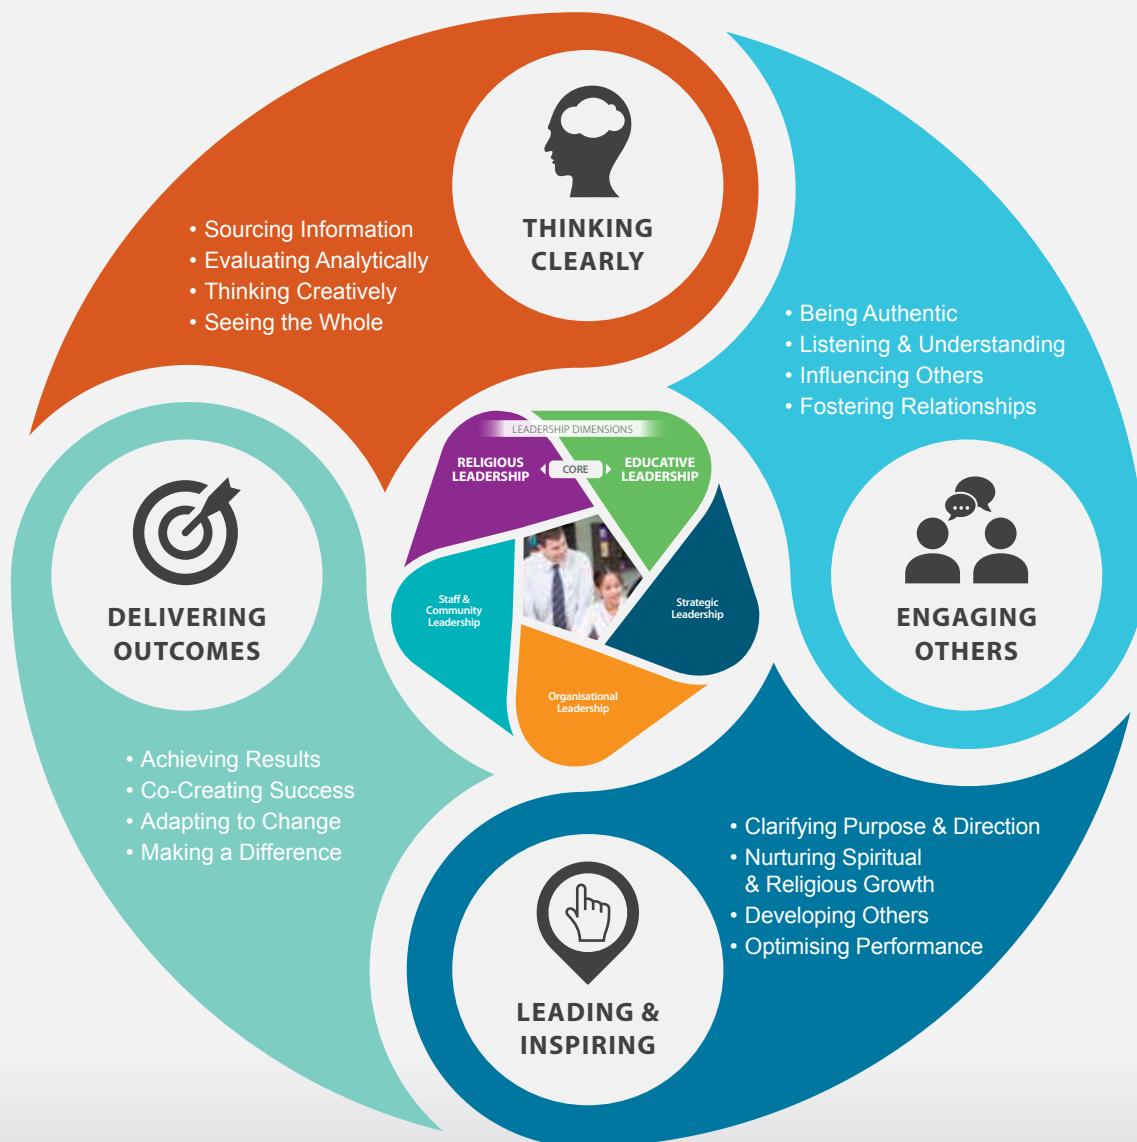 THINKING
CLEARLY
• Sourcing Information
• Evaluating Analytically
• Thinking Creatively
• Seeing the Whole
• Being Authentic
• Listening & Understanding
• Influencing Others
• Fostering Relationships
LEADERSHIP DIMENSIONS
RELIGIOUS
LEADERSHIP
CORE
EDUCATIVE
LEADERSHIP
Staff &
Community
Leadership
Strategic
Leadership
Organisational
Leadership
DELIVERING
OUTCOMES
ENGAGING
OTHERS
• Achieving Results
• Co-Creating Success
• Adapting to Change
• Making a Difference
• Clarifying Purpose & Direction
• Nurturing Spiritual
& Religious Growth
• Developing Others
• Optimising Performance
LEADING &
INSPIRING